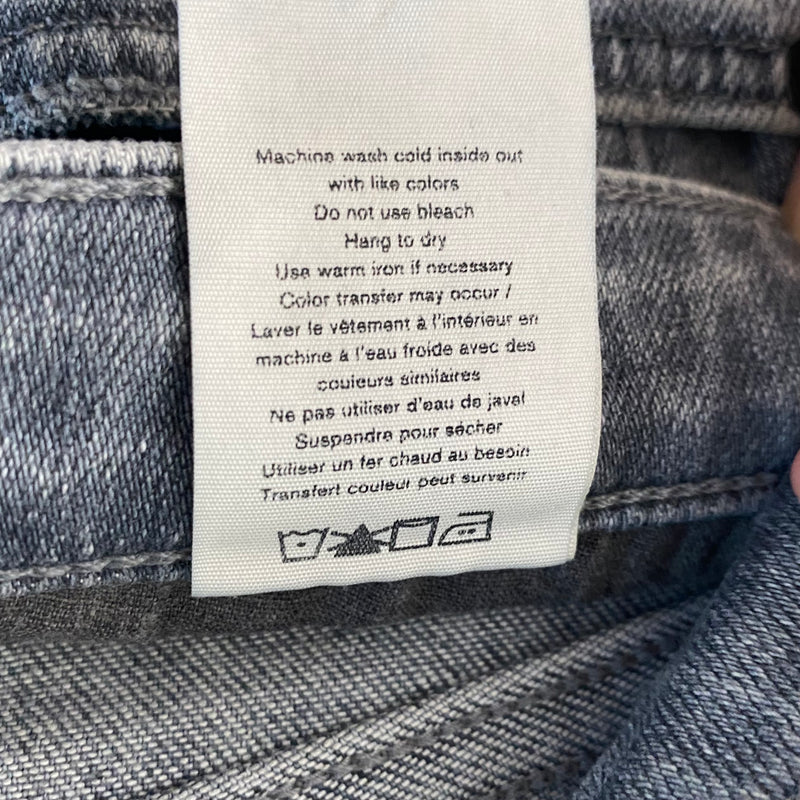 Machine wash cold inside out
with like colors
Do not use bleach
Hang to dry
Use warm iron if necessary
Color transfer may occur /
Laver le vêtement à l'intérieur en
machine à l'eau froide avec des
couleurs similaires
Ne pas utiliser d'eau de javel
Suspendre pour sécher
Utiliser un fer chaud au besoin
Transfert couleur peut survenir